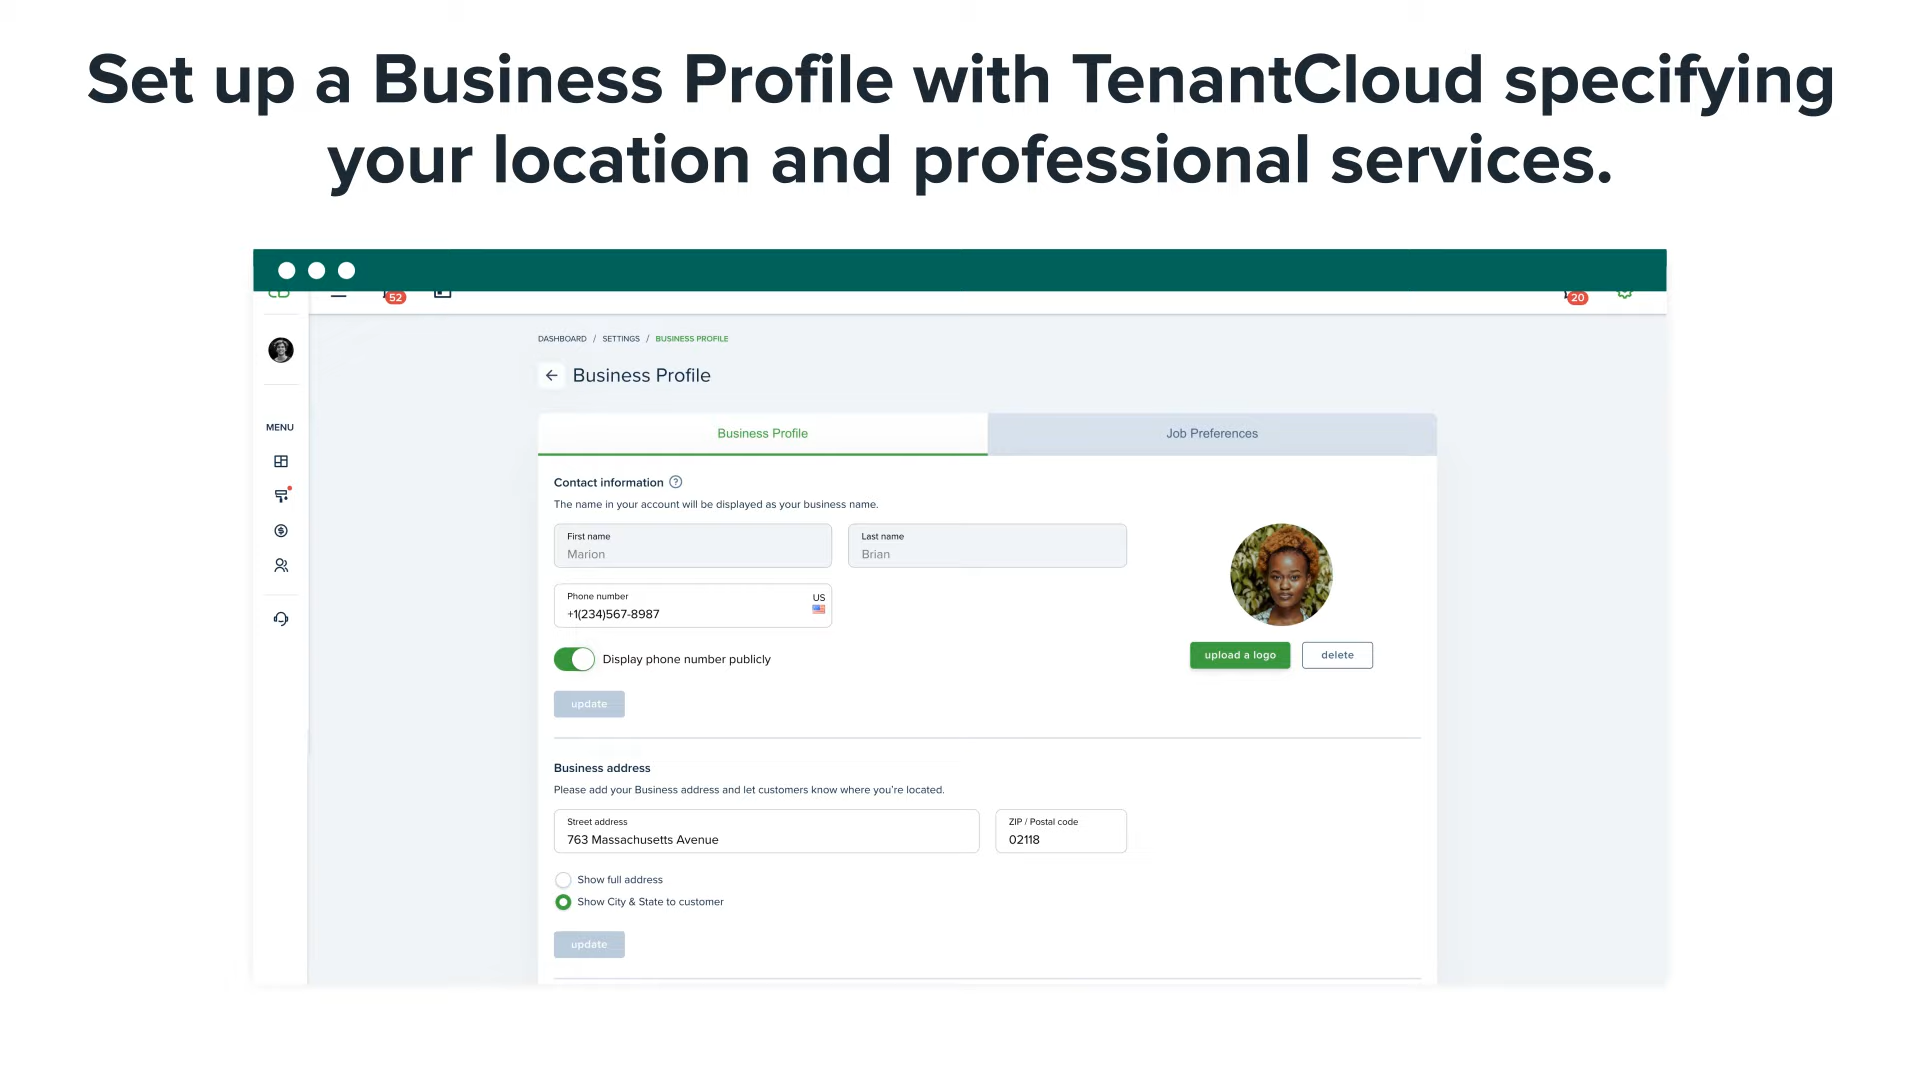 Set up a Business Profile with TenantCloud specifying
your location and professional services.
52
20
DASHBOARD / SETTINGS / BUSINESS PROFILE
Business Profile
MENU
Business Profile
Job Preferences
Contact information ?
The name in your account will be displayed as your business name.
First name
Marion
Last name
Brian
Phone number
+1(234)567-8987
US
Display phone number publicly
upload a logo
delete
update
Business address
Please add your Business address and let customers know where you're located.
Street address
763 Massachusetts Avenue
ZIP / Postal code
02118
Show full address
Show City & State to customer
update